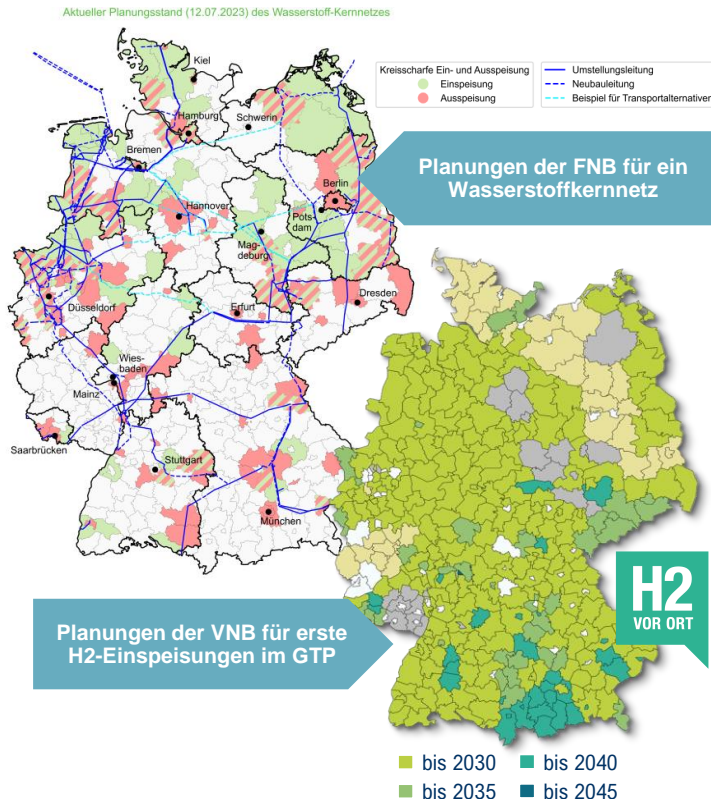 Aktueller Planungsstand (12.07.2023) des Wasserstoff-Kernnetzes
Kreisscharfe Ein- und Ausspeisung
Einspeisung
Ausspeisung
Umstellungsleitung
Neubauleitung
Beispiel für Transportalternativen
Kiel
Hamburg
Schwerin
Bremen
Berlin
Hannover
Pots
dam
Mag-
deburg
Düsseldorf
Erfurt
Dresden
Wies-
baden
Mainz
Saarbrücken
Stuttgart
München
Planungen der FNB für ein
Wasserstoffkernnetz
H2
VOR ORT
Planungen der VNB für erste
H2-Einspeisungen im GTP
bis 2030
bis 2040
bis 2035
bis 2045